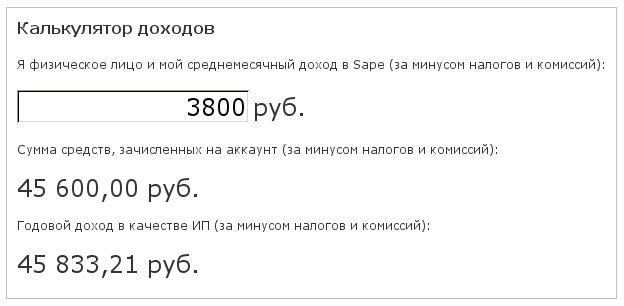 Калькулятор доходов
Я физическое лицо и мой среднемесячный доход в Sape (за минусом налогов и комиссий):
3800 руб.
Сумма средств, зачисленных на аккаунт (за минусом налогов и комиссий):
45 600,00 руб.
Годовой доход в качестве ИП (за минусом налогов и комиссий):
45 833,21 руб.